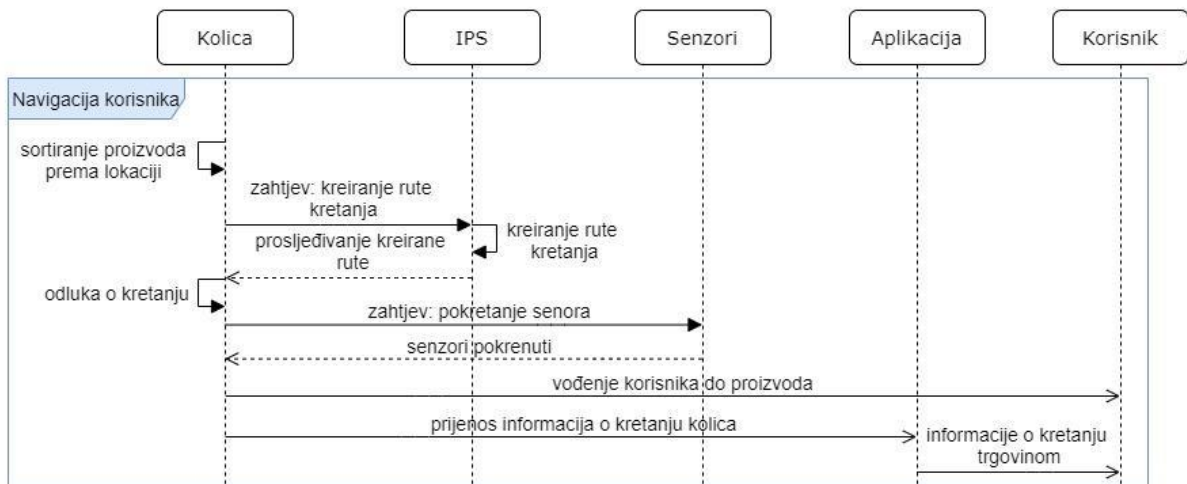 Kolica
IPS
Senzori
Aplikacija
Korisnik
Navigacija korisnika
sortiranje proizvoda
prema lokaciji
zahtjev: kreiranje rute
kretanja
kreiranje rute
kretanja
prosljeđivanje kreirane
rute
odluka o kretanju
zahtjev: pokretanje senora
senzori pokrenuti
vođenje korisnika do proizvoda
prijenos informacija o kretanju kolica
informacije o kretanju
trgovinom